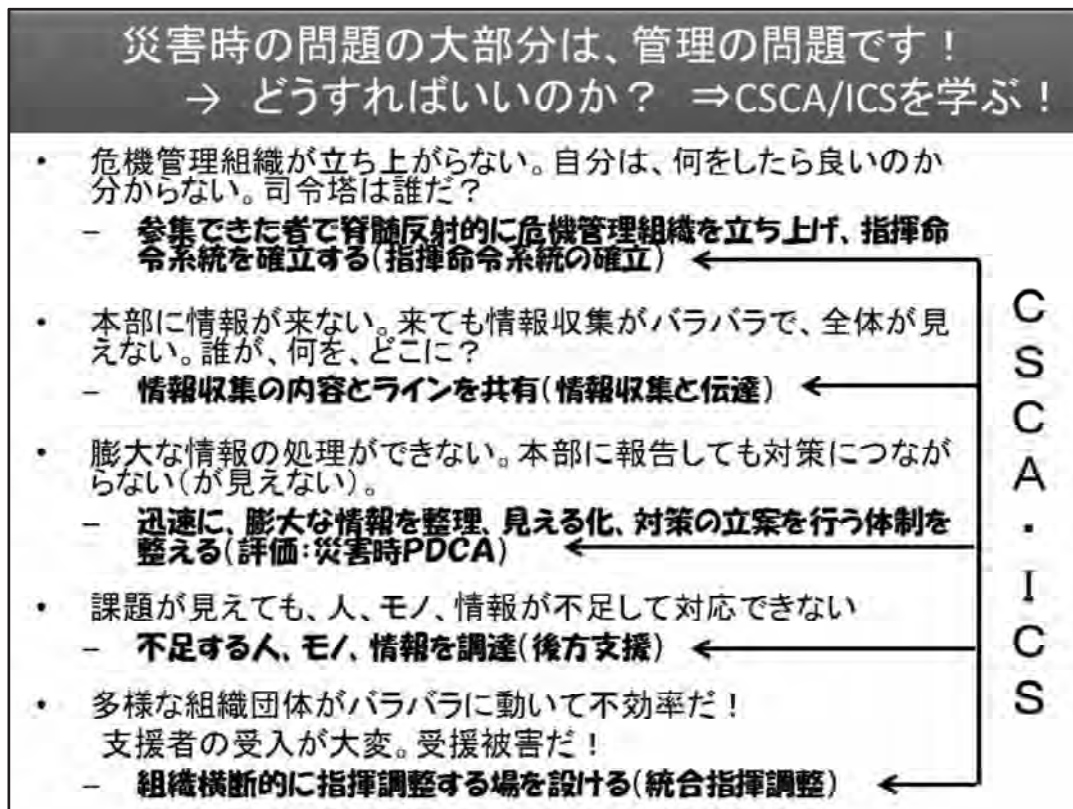 災害時の問題の大部分は、管理の問題です！
→ どうすればいいのか？ ⇒CSCA/ICSを学ぶ！
• 危機管理組織が立ち上がらない。自分は、何をしたら良いのか
分からない。司令塔は誰だ？
– 参集できた者で脊髄反射的に危機管理組織を立ち上げ、指揮命
令系統を確立する(指揮命令系統の確立)
• 本部に情報が来ない。来ても情報収集がバラバラで、全体が見
えない。誰が、何を、どこに？
– 情報収集の内容とラインを共有(情報収集と伝達)
• 膨大な情報の処理ができない。本部に報告しても対策につなが
らない(が見えない)。
– 迅速に、膨大な情報を整理、見える化、対策の立案を行う体制を
整える(評価:災害時PDCA)
• 課題が見えても、人、モノ、情報が不足して対応できない
– 不足する人、モノ、情報を調達(後方支援)
• 多様な組織団体がバラバラに動いて不効率だ！
支援者の受入が大変。受援被害だ！
– 組織横断的に指揮調整する場を設ける(統合指揮調整)
CSCA・ICS